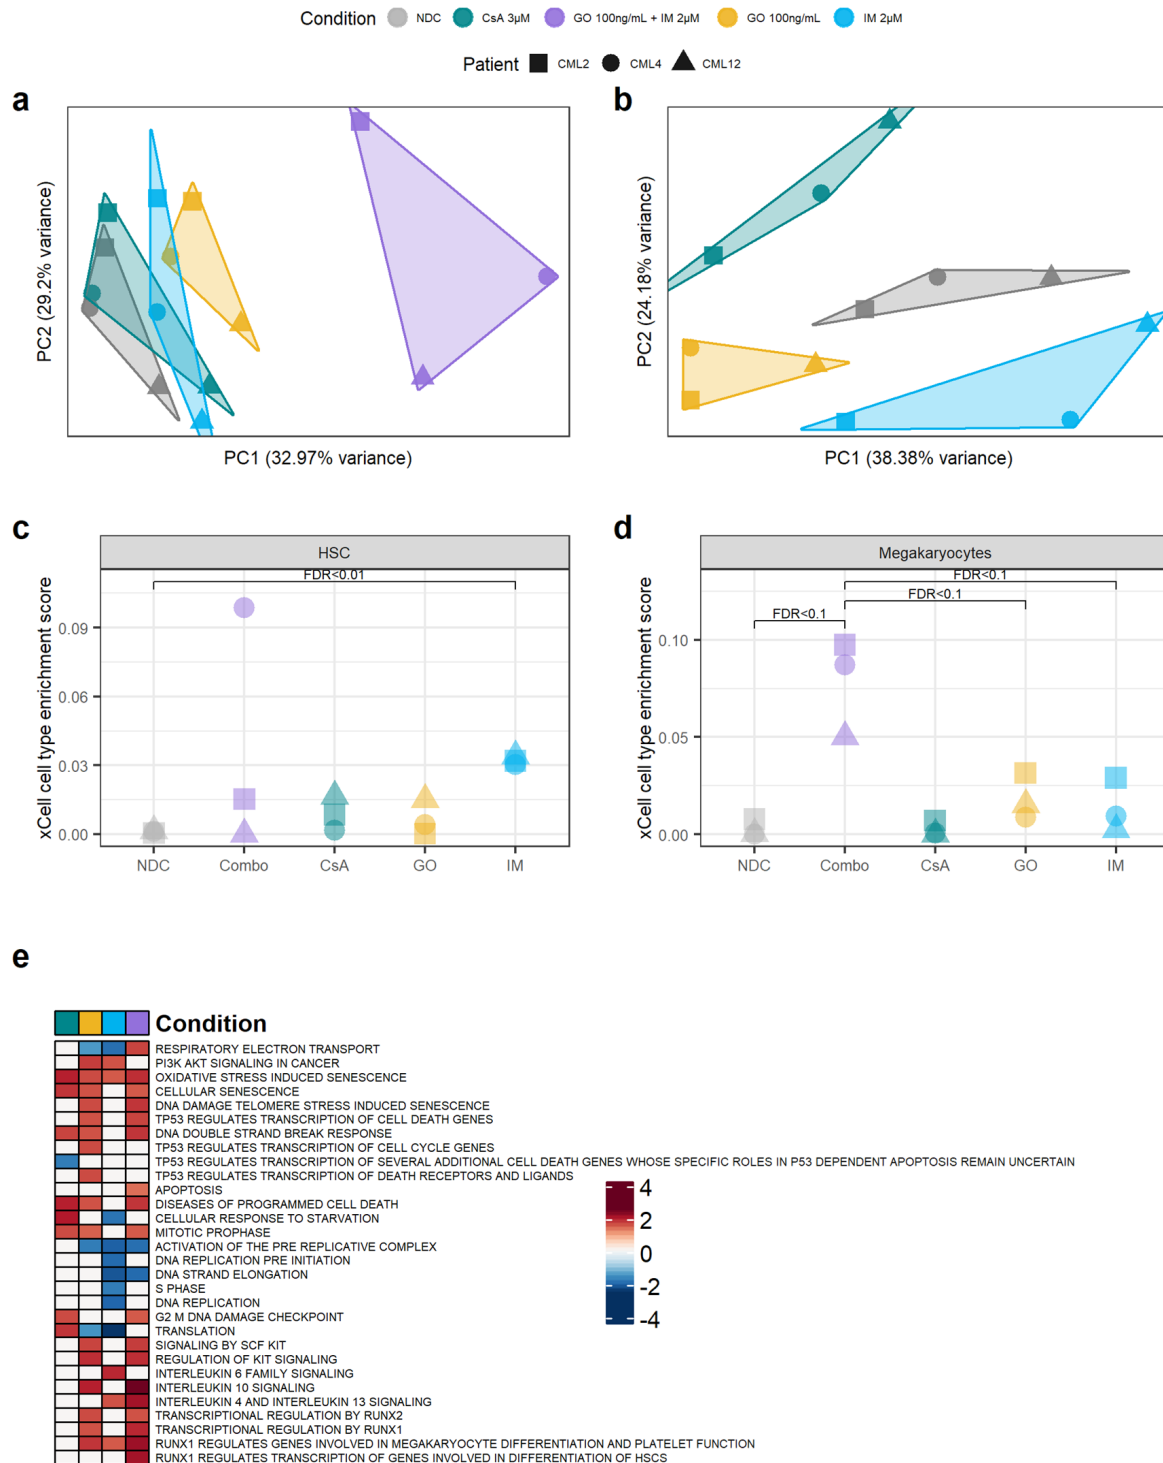 Condition NDC CsA 3µM GO 100ng/mL + IM 2µM GO 100ng/mL IM 2µM
Patient CML2 CML4 CML12
a
b
PC2 (29.2% variance)
PC1 (32.97% variance)
PC2 (24.18% variance)
PC1 (38.38% variance)
c
d
HSC
FDR<0.01
xCell cell type enrichment score
0.09
0.06
0.03
0.00
NDC Combo CsA GO IM
Megakaryocytes
FDR<0.1
FDR<0.1
FDR<0.1
xCell cell type enrichment score
0.10
0.05
0.00
NDC Combo CsA GO IM
e
Condition
RESPIRATORY ELECTRON TRANSPORT
PI3K AKT SIGNALING IN CANCER
OXIDATIVE STRESS INDUCED SENESCENCE
CELLULAR SENESCENCE
DNA DAMAGE TELOMERE STRESS INDUCED SENESCENCE
TP53 REGULATES TRANSCRIPTION OF CELL DEATH GENES
DNA DOUBLE STRAND BREAK RESPONSE
TP53 REGULATES TRANSCRIPTION OF CELL CYCLE GENES
TP53 REGULATES TRANSCRIPTION OF SEVERAL ADDITIONAL CELL DEATH GENES WHOSE SPECIFIC ROLES IN P53 DEPENDENT APOPTOSIS REMAIN UNCERTAIN
TP53 REGULATES TRANSCRIPTION OF DEATH RECEPTORS AND LIGANDS
APOPTOSIS
DISEASES OF PROGRAMMED CELL DEATH
CELLULAR RESPONSE TO STARVATION
MITOTIC PROPHASE
ACTIVATION OF THE PRE REPLICATIVE COMPLEX
DNA REPLICATION PRE INITIATION
DNA STRAND ELONGATION
S PHASE
DNA REPLICATION
G2 M DNA DAMAGE CHECKPOINT
TRANSLATION
SIGNALING BY SCF KIT
REGULATION OF KIT SIGNALING
INTERLEUKIN 6 FAMILY SIGNALING
INTERLEUKIN 10 SIGNALING
INTERLEUKIN 4 AND INTERLEUKIN 13 SIGNALING
TRANSCRIPTIONAL REGULATION BY RUNX2
TRANSCRIPTIONAL REGULATION BY RUNX1
RUNX1 REGULATES GENES INVOLVED IN MEGAKARYOCYTE DIFFERENTIATION AND PLATELET FUNCTION
RUNX1 REGULATES TRANSCRIPTION OF GENES INVOLVED IN DIFFERENTIATION OF HSCS
4
2
0
-2
-4